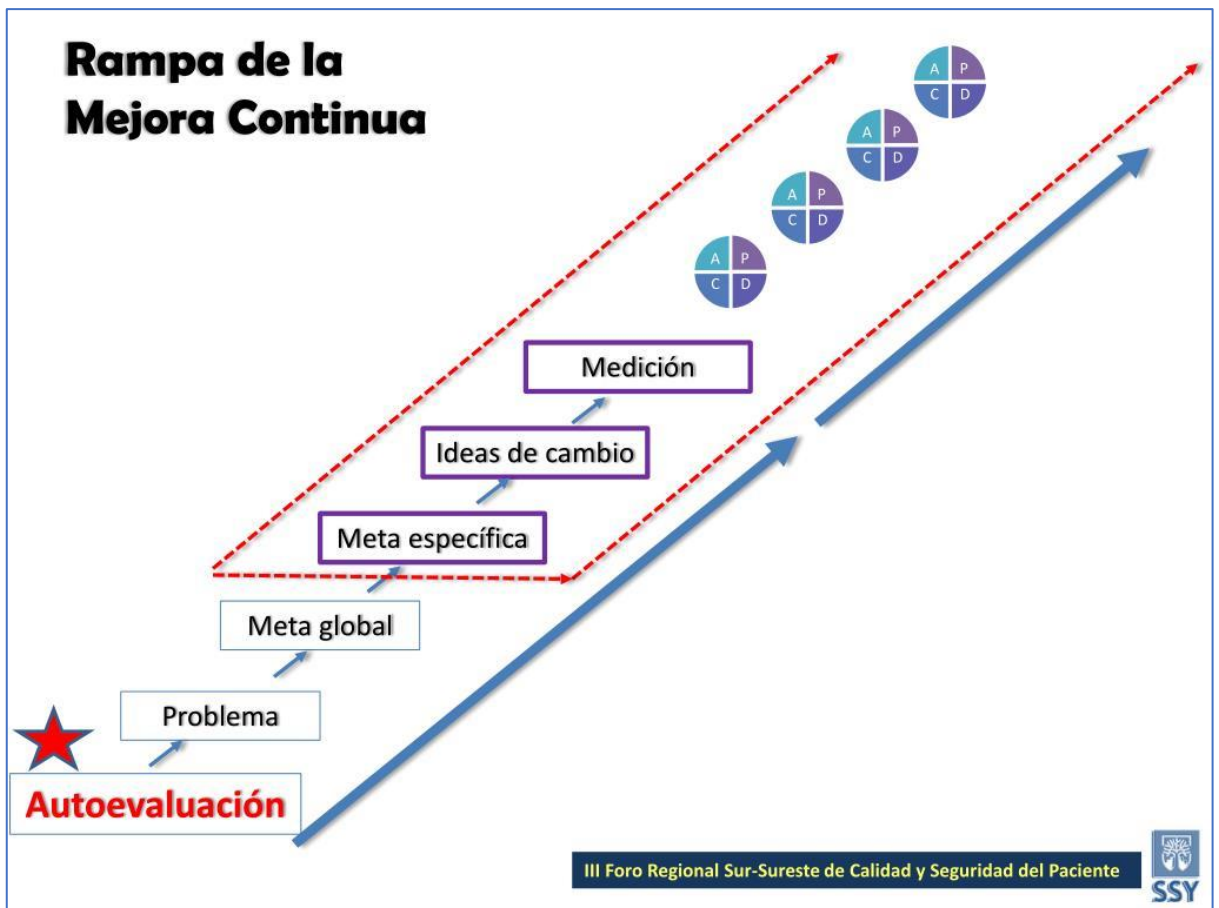 Rampa de la
Mejora Continua
A P
C D
A P
C D
A P
C D
A P
C D
Medición
Ideas de cambio
Meta específica
Meta global
Problema
Autoevaluación
III Foro Regional Sur-Sureste de Calidad y Seguridad del Paciente
SSY